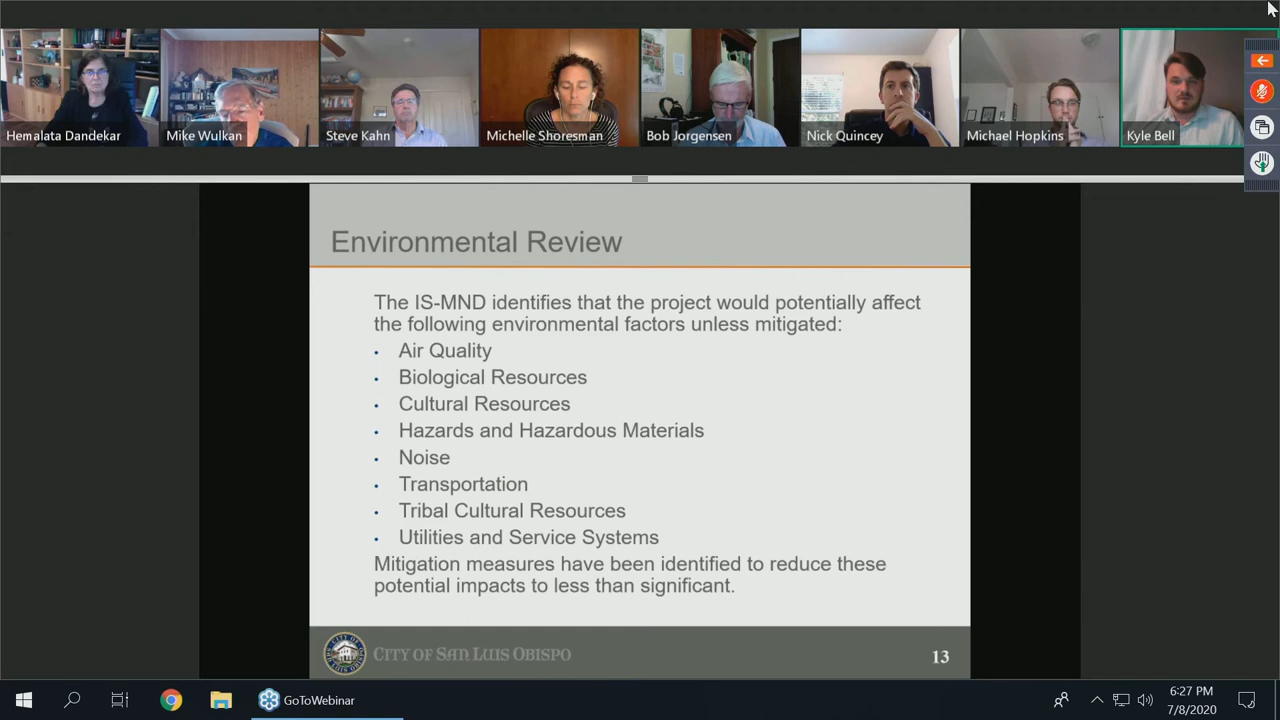 Hemalata Dandekar
Mike Wulkan
Steve Kahn
Michelle Shoresman
Bob Jorgensen
Nick Quincey
Michael Hopkins
Kyle Bell
Environmental Review
The IS-MND identifies that the project would potentially affect
the following environmental factors unless mitigated:
• Air Quality
• Biological Resources
• Cultural Resources
• Hazards and Hazardous Materials
• Noise
• Transportation
• Tribal Cultural Resources
• Utilities and Service Systems
Mitigation measures have been identified to reduce these
potential impacts to less than significant.
CITY OF SAN LUIS OBISPO
13
GoToWebinar
6:27 PM
7/8/2020